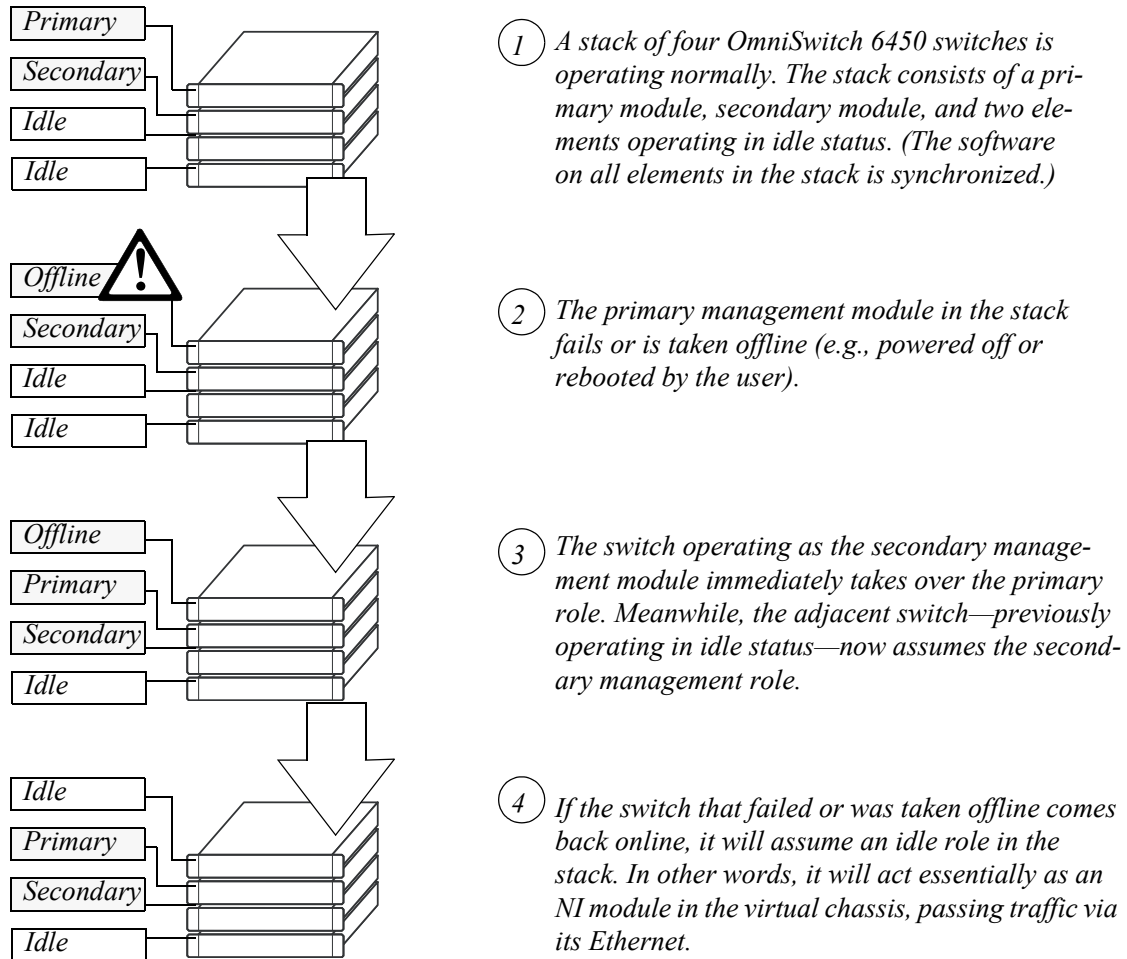 Primary
Secondary
Idle
Idle
1
A stack of four OmniSwitch 6450 switches is
operating normally. The stack consists of a pri-
mary module, secondary module, and two ele-
ments operating in idle status. (The software
on all elements in the stack is synchronized.)
Offline
!
Secondary
Idle
Idle
2
The primary management module in the stack
fails or is taken offline (e.g., powered off or
rebooted by the user).
Offline
Primary
Secondary
Idle
3
The switch operating as the secondary manage-
ment module immediately takes over the primary
role. Meanwhile, the adjacent switch—previously
operating in idle status—now assumes the second-
ary management role.
Idle
Primary
Secondary
Idle
4
If the switch that failed or was taken offline comes
back online, it will assume an idle role in the
stack. In other words, it will act essentially as an
NI module in the virtual chassis, passing traffic via
its Ethernet.